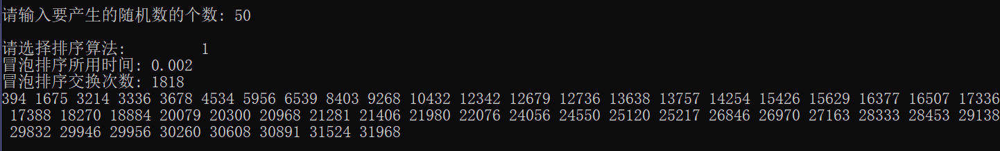 请输入要产生的随机数的个数: 50
请选择排序算法: 1
冒泡排序所用时间: 0.002
冒泡排序交换次数: 1818
394 1675 3214 3336 3678 4534 5956 6539 8403 9268 10432 12342 12679 12736 13638 13757 14254 15426 15629 16377 16507 17336
17388 18270 18884 20079 20300 20968 21281 21406 21980 22076 24056 24550 25120 25217 26846 26970 27163 28333 28453 29138
29832 29946 29956 30260 30608 30891 31524 31968